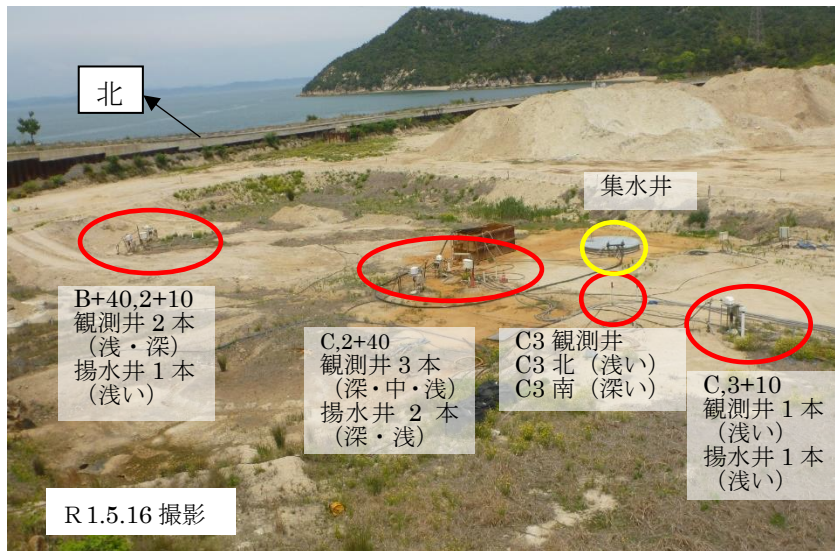 北
集水井
B+40,2+10
観測井 2 本
（浅・深）
揚水井 1 本
（浅い）
C,2+40
観測井 3 本
（深・中・浅）
揚水井 2 本
（深・浅）
C3 観測井
C3 北（浅い）
C3 南（深い）
C,3+10
観測井 1 本
（浅い）
揚水井 1 本
（浅い）
Ｒ1.5.16 撮影